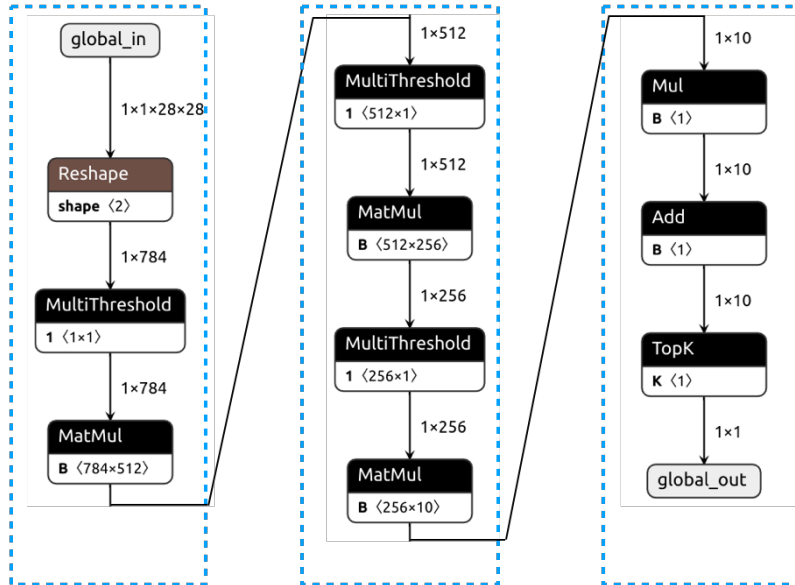 global_in
1×1×28×28
Reshape
shape ⟨2⟩
1×784
MultiThreshold
1 ⟨1×1⟩
1×784
MatMul
B ⟨784×512⟩
1×512
MultiThreshold
1 ⟨512×1⟩
1×512
MatMul
B ⟨512×256⟩
1×256
MultiThreshold
1 ⟨256×1⟩
1×256
MatMul
B ⟨256×10⟩
1×10
Mul
B ⟨1⟩
1×10
Add
B ⟨1⟩
1×10
TopK
K ⟨1⟩
1×1
global_out